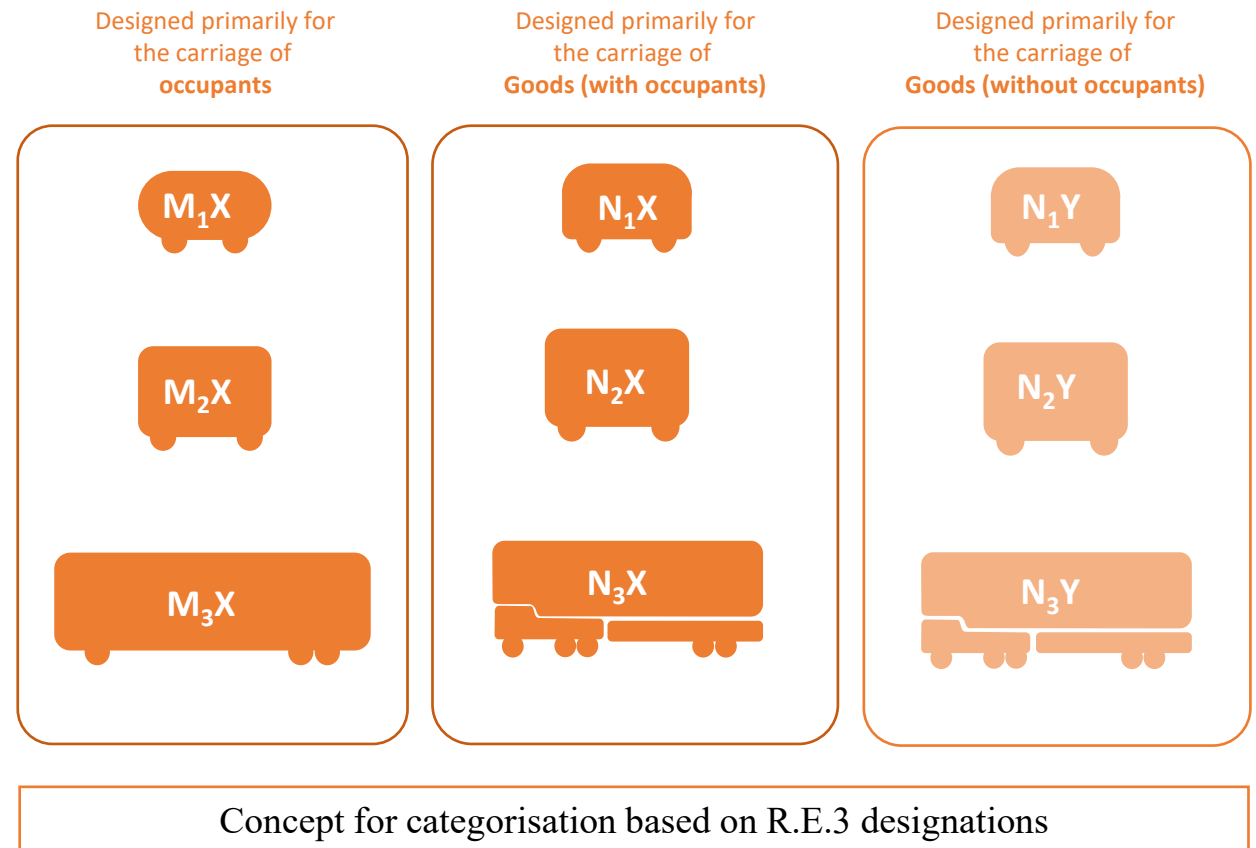 Designed primarily for
the carriage of
occupants
Designed primarily for
the carriage of
Goods (with occupants)
Designed primarily for
the carriage of
Goods (without occupants)
M₁X
N₁X
N₁Y
M₂X
N₂X
N₂Y
M₃X
N₃X
N₃Y
Concept for categorisation based on R.E.3 designations